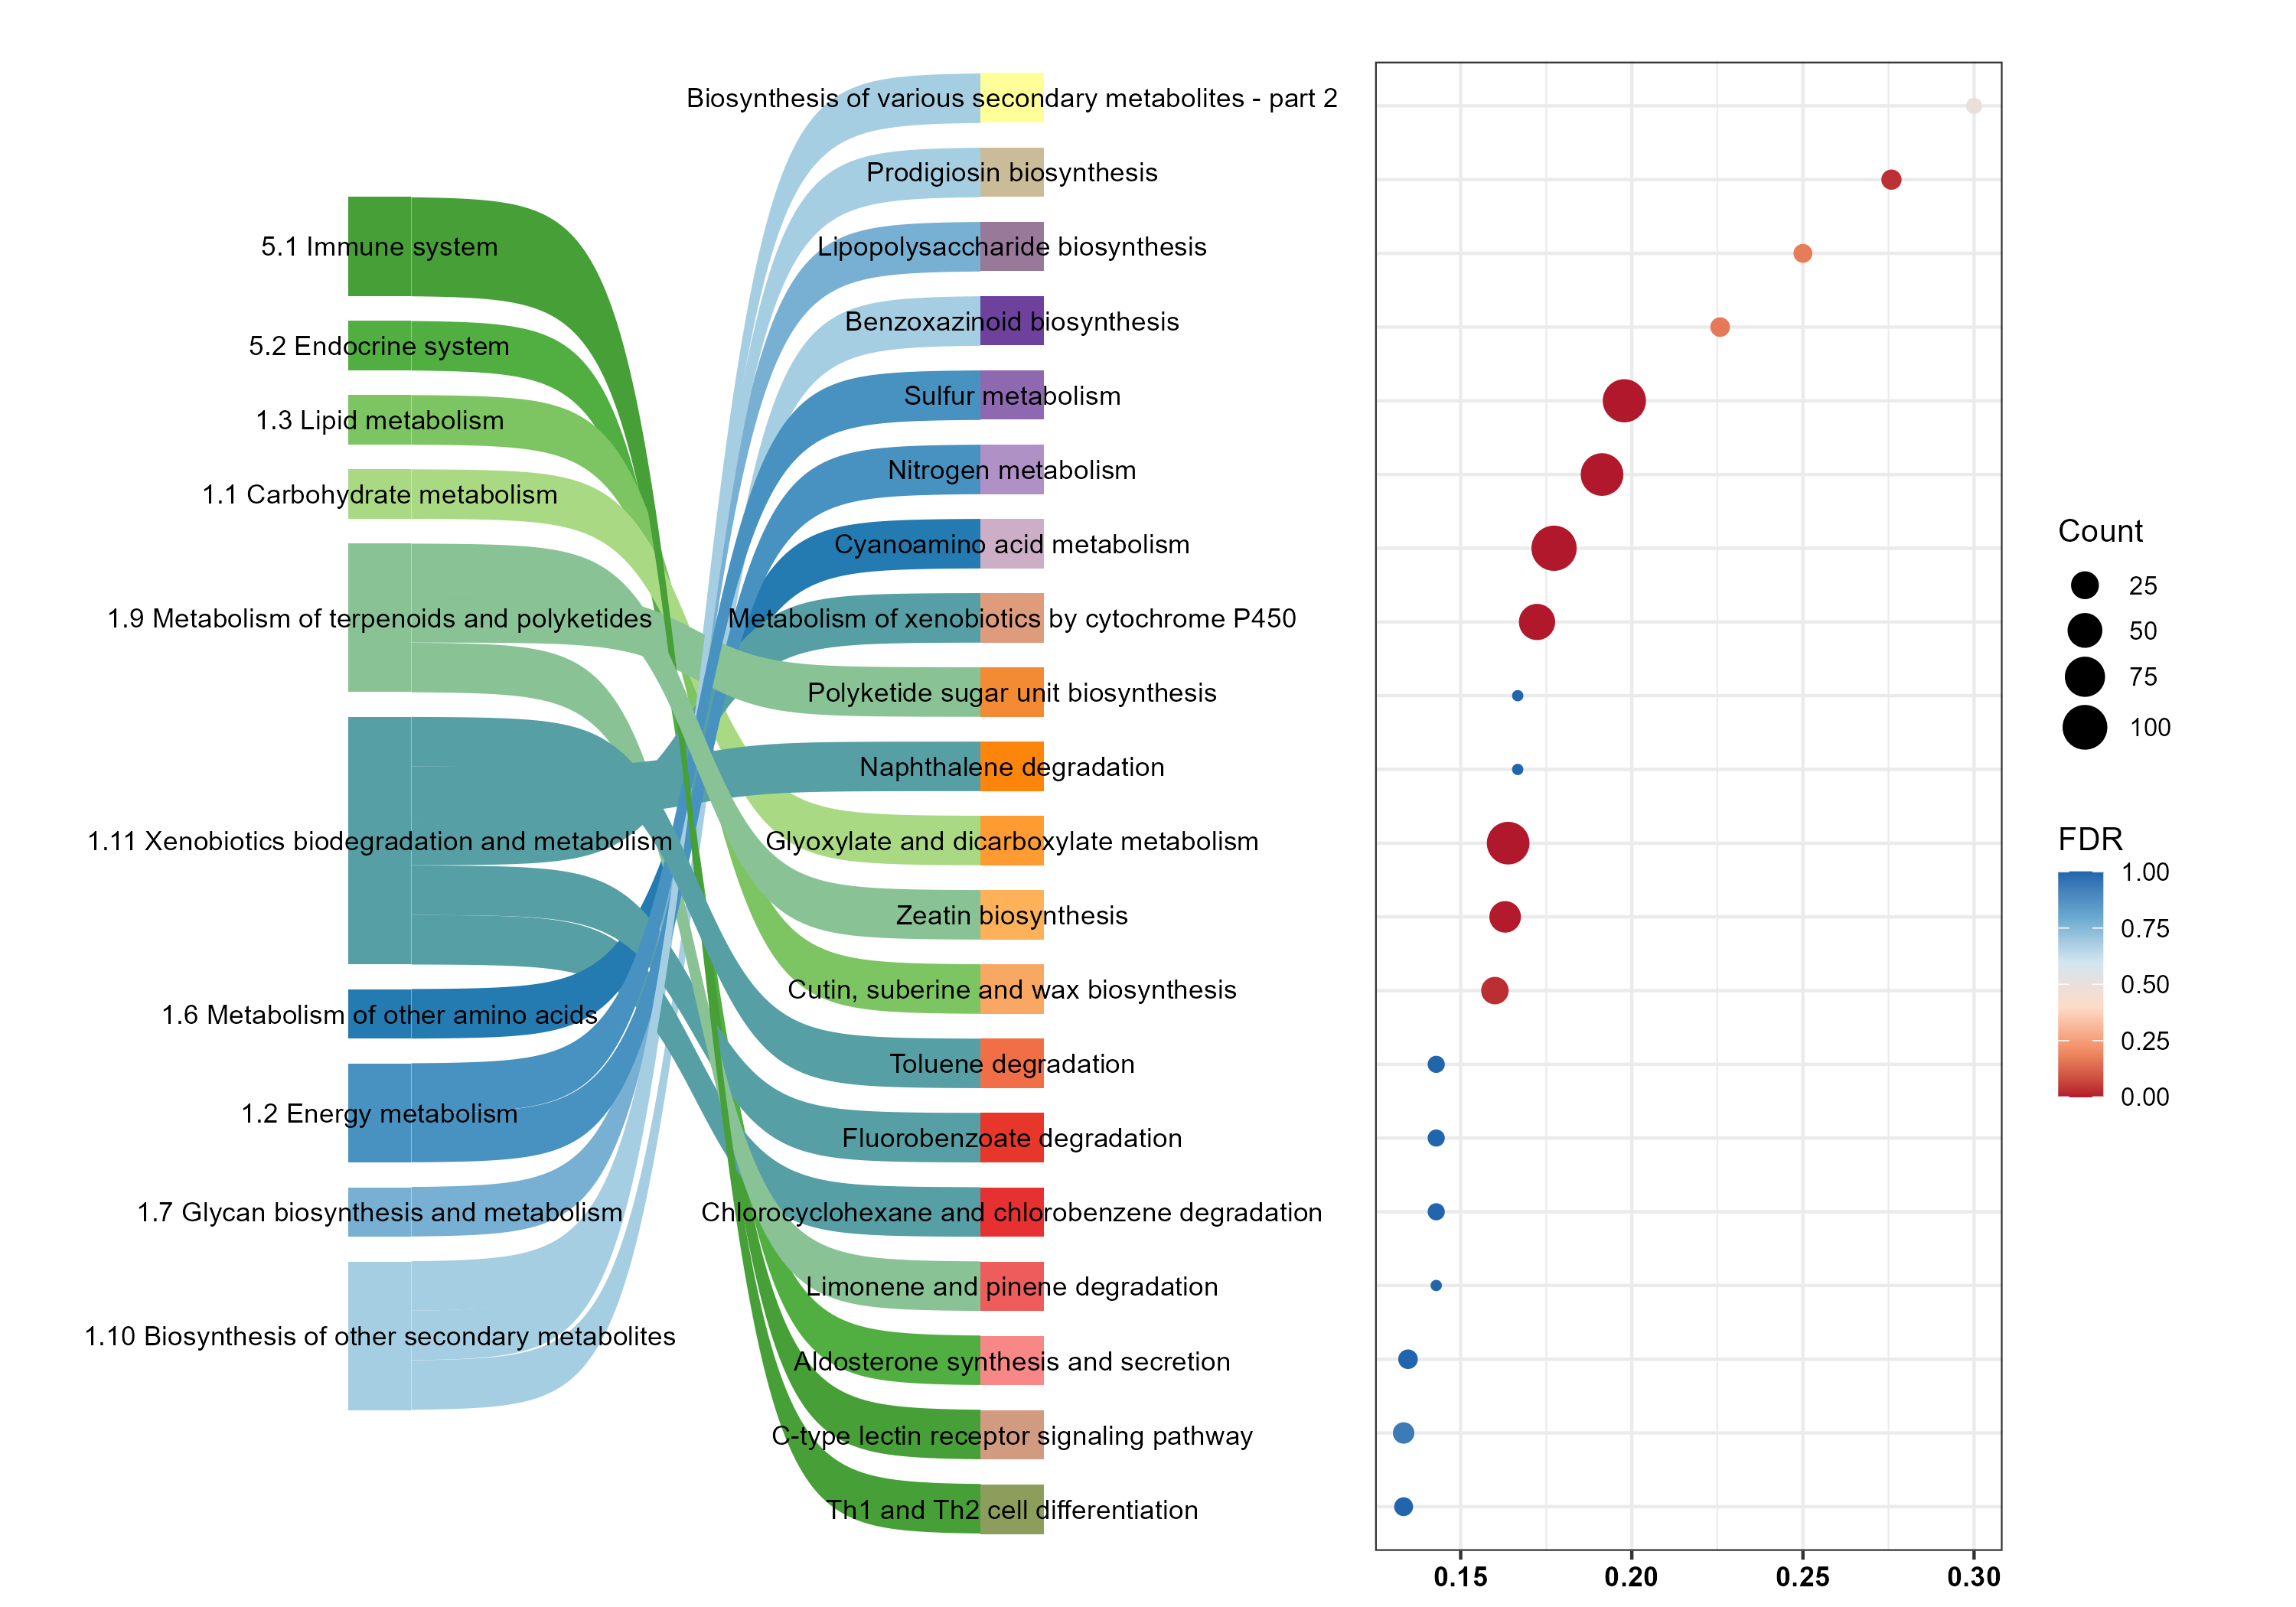 5.1 Immune system
5.2 Endocrine system
1.3 Lipid metabolism
1.1 Carbohydrate metabolism
1.9 Metabolism of terpenoids and polyketides
1.11 Xenobiotics biodegradation and metabolism
1.6 Metabolism of other amino acids
1.2 Energy metabolism
1.7 Glycan biosynthesis and metabolism
1.10 Biosynthesis of other secondary metabolites
Biosynthesis of various secondary metabolites - part 2
Prodigiosin biosynthesis
Lipopolysaccharide biosynthesis
Benzoxazinoid biosynthesis
Sulfur metabolism
Nitrogen metabolism
Cyanoamino acid metabolism
Metabolism of xenobiotics by cytochrome P450
Polyketide sugar unit biosynthesis
Naphthalene degradation
Glyoxylate and dicarboxylate metabolism
Zeatin biosynthesis
Cutin, suberine and wax biosynthesis
Toluene degradation
Fluorobenzoate degradation
Chlorocyclohexane and chlorobenzene degradation
Limonene and pinene degradation
Aldosterone synthesis and secretion
C-type lectin receptor signaling pathway
Th1 and Th2 cell differentiation
0.15 0.20 0.25 0.30
Count
25
50
75
100
FDR
1.00
0.75
0.50
0.25
0.00